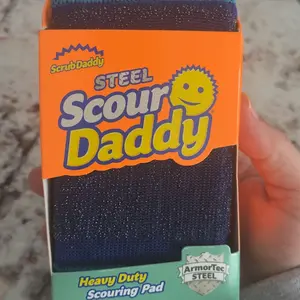 ScrubDaddy
STEEL
Scour
Daddy
ArmorTec
STEEL
Heavy Duty
Scouring Pad